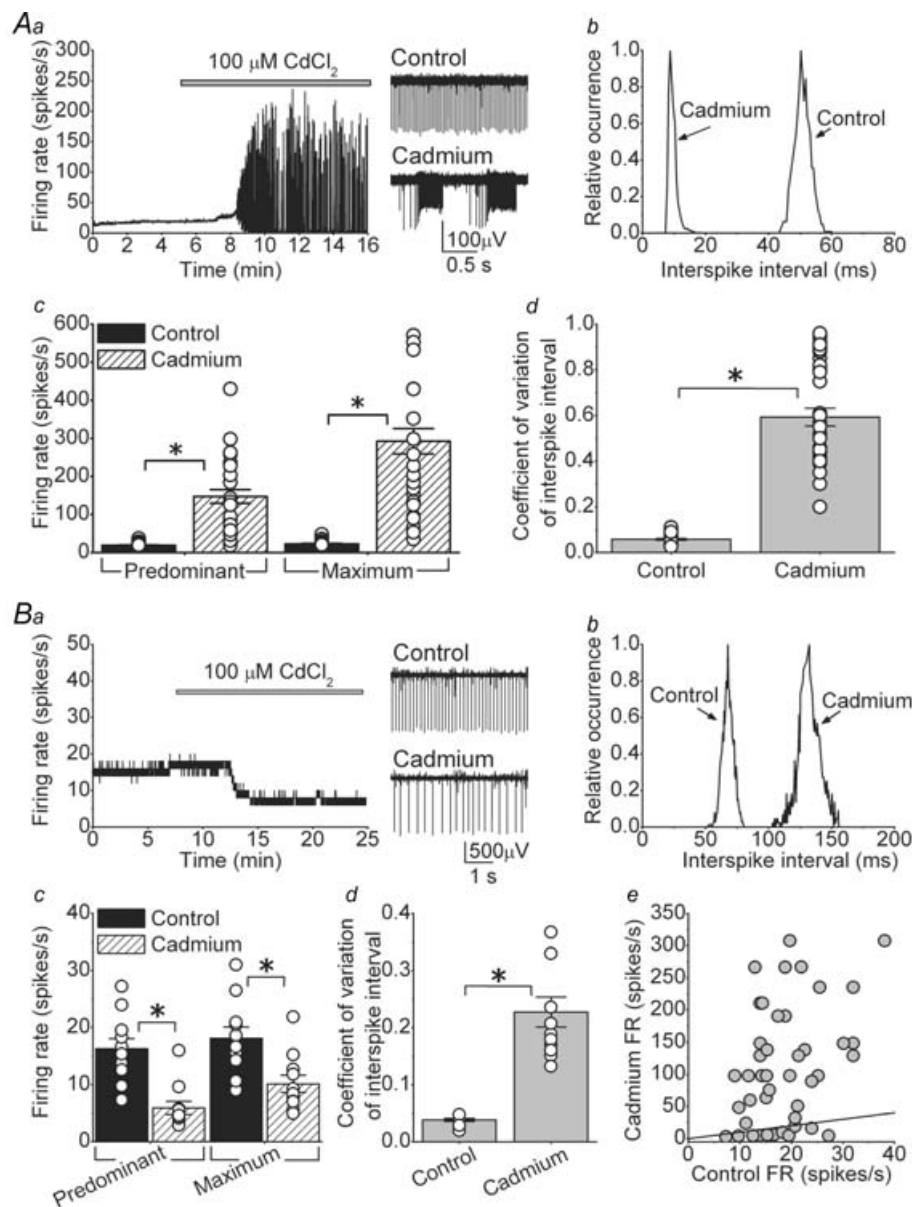 Aa
Firing rate (spikes/s)
300
250
200
150
100
50
0
100 µM CdCl2
0 2 4 6 8 10 12 14 16
Time (min)
Control
Cadmium
100µV
0.5 s
b
Relative ocurrence
1.0
0.8
0.6
0.4
0.2
0.0
Cadmium
Control
0 20 40 60 80
Interspike interval (ms)
c
Firing rate (spikes/s)
600
500
400
300
200
100
0
Control
Cadmium
*
*
Predominant
Maximum
d
Coefficient of variation
of interspike interval
1.0
0.8
0.6
0.4
0.2
0.0
*
Control
Cadmium
Ba
Firing rate (spikes/s)
50
40
30
20
10
0
100 µM CdCl2
0 5 10 15 20 25
Time (min)
Control
Cadmium
500µV
1 s
b
Relative occurrence
1.0
0.8
0.6
0.4
0.2
0.0
Control
Cadmium
0 50 100 150 200
Interspike interval (ms)
c
Firing rate (spikes/s)
40
30
20
10
0
Control
Cadmium
*
*
Predominant
Maximum
d
Coefficient of variation
of interspike interval
0.4
0.3
0.2
0.1
0.0
*
Control
Cadmium
e
Cadmium FR (spikes/s)
350
300
250
200
150
100
50
0
0 10 20 30 40
Control FR (spikes/s)